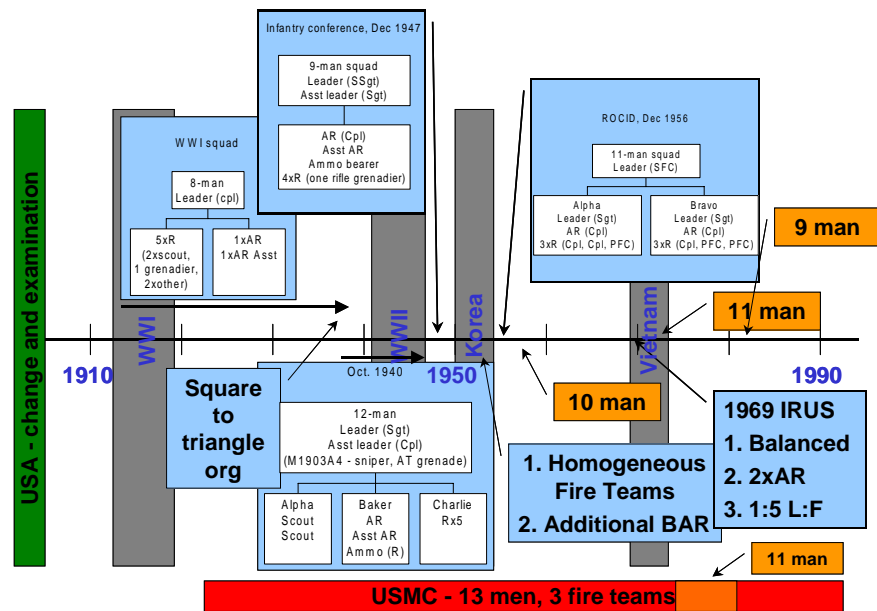 Infantry conference, Dec 1947
9-man squad
Leader (SSgt)
Asst leader (Sgt)
AR (Cpl)
Asst AR
Ammo bearer
4xR (one rifle grenadier)
WWI squad
8-man
Leader (cpl)
5xR
(2xscout,
1 grenadier,
2xother)
1xAR
1xAR Asst
ROCID, Dec 1956
11-man squad
Leader (SFC)
Alpha
Leader (Sgt)
AR (Cpl)
3xR (Cpl, Cpl, PFC)
Bravo
Leader (Sgt)
AR (Cpl)
3xR (Cpl, PFC, PFC)
9 man
11 man
USA - change and examination
WWI
WWII
Korea
Vietnam
1910
1950
1990
Square
to
triangle
org
Oct. 1940
12-man
Leader (Sgt)
Asst leader (Cpl)
(M1903A4 - sniper, AT grenade)
Alpha
Scout
Scout
Baker
AR
Asst AR
Ammo (R)
Charlie
Rx5
10 man
1. Homogeneous
Fire Teams
2. Additional BAR
1969 IRUS
1. Balanced
2. 2xAR
3. 1:5 L:F
11 man
USMC - 13 men, 3 fire teams